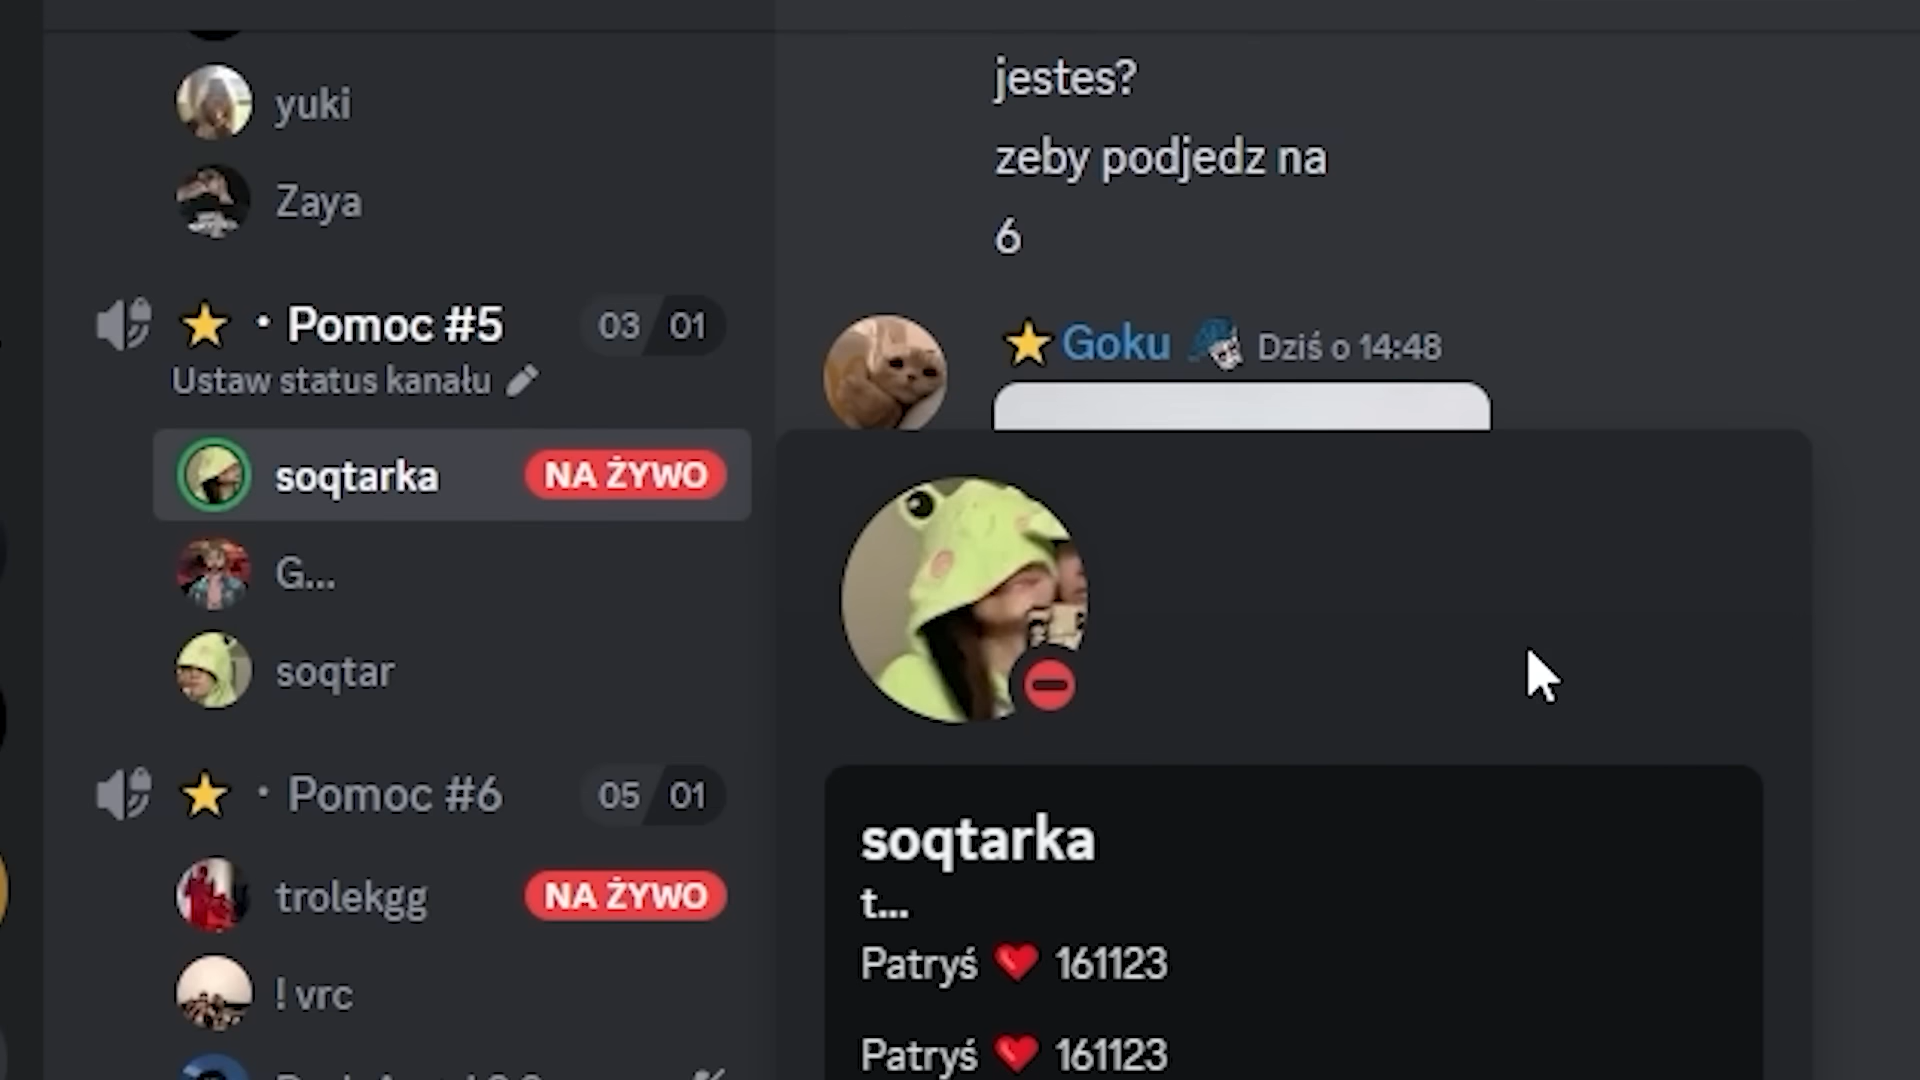 yuki
Zaya
· Pomoc #5 03 01
Ustaw status kanału
soqtarka NA ŻYWO
G...
soqtar
· Pomoc #6 05 01
trolekgg NA ŻYWO
! vrc
jestes?
zeby podjedz na
6
Goku Dziś o 14:48
soqtarka
t...
Patryś ❤️ 161123
Patryś ❤️ 161123